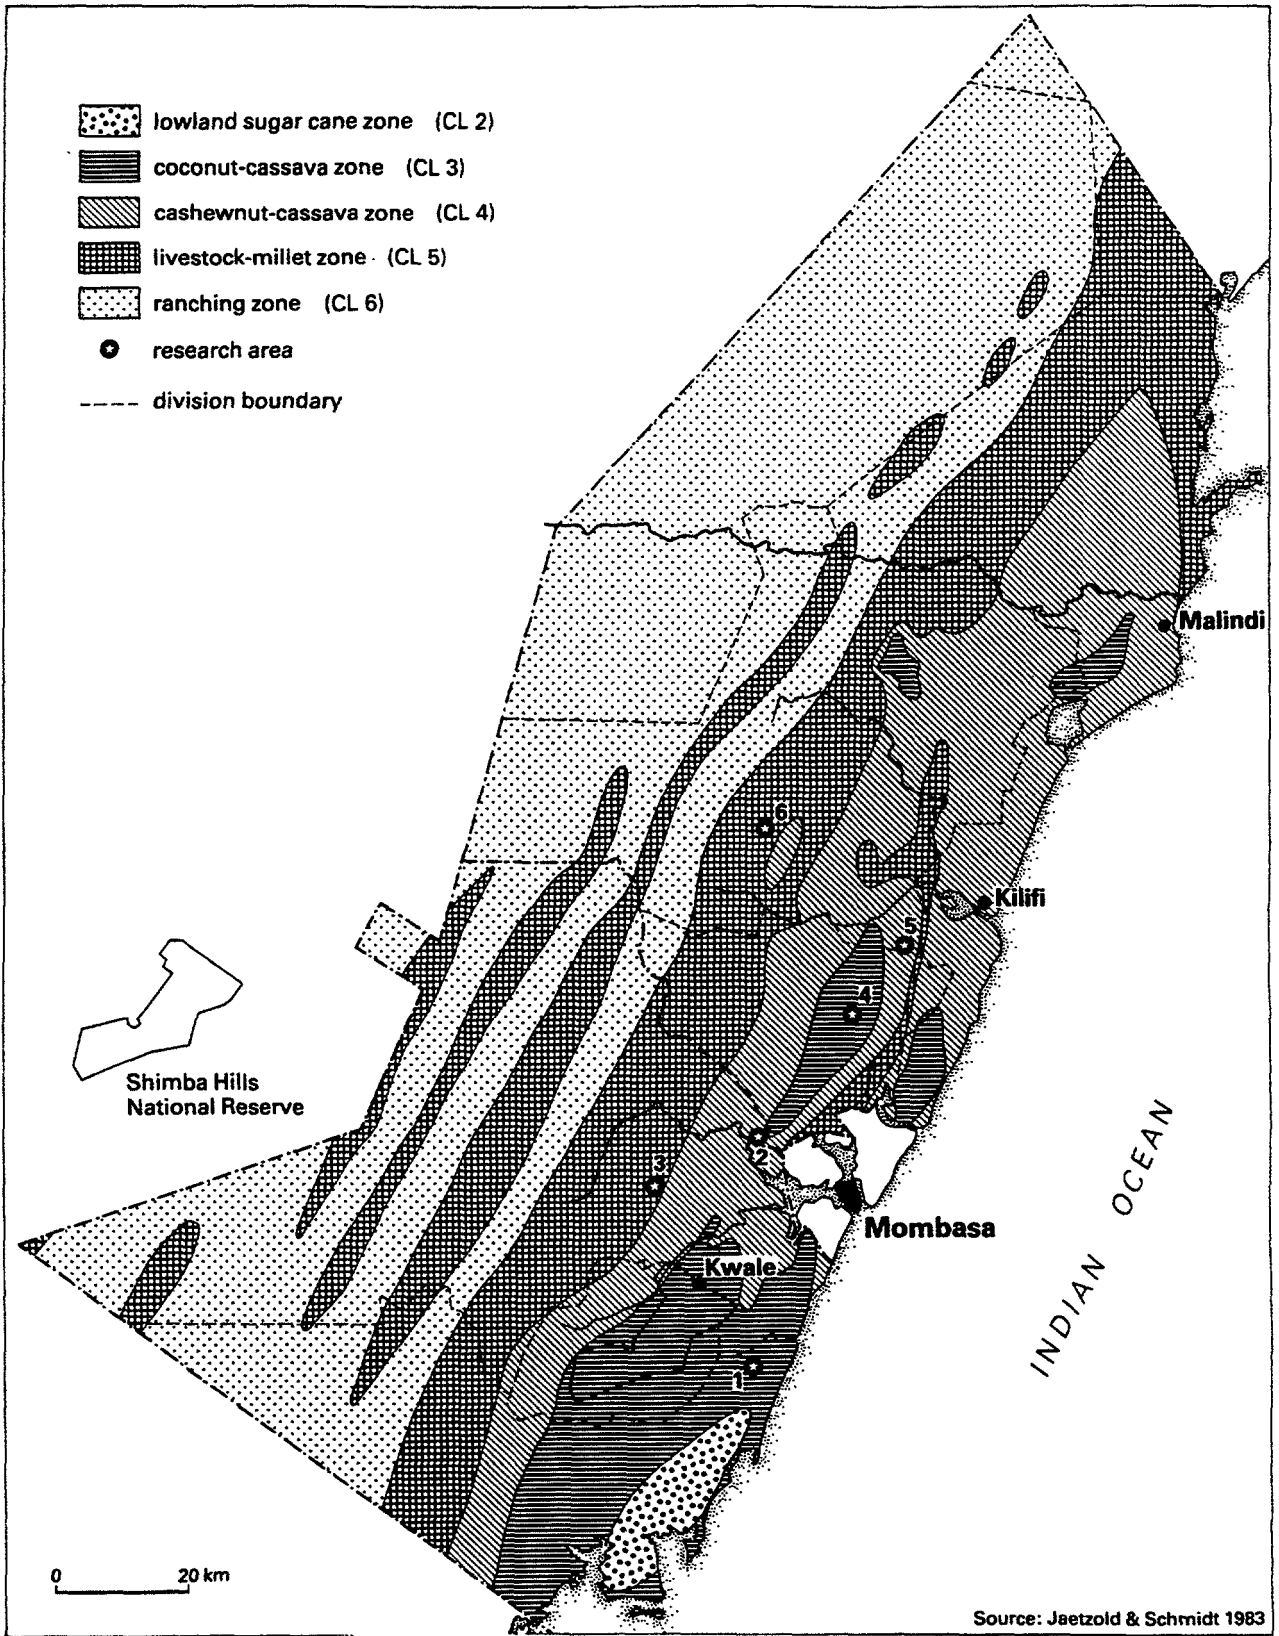 lowland sugar cane zone (CL 2)
coconut-cassava zone (CL 3)
cashewnut-cassava zone (CL 4)
livestock-millet zone (CL 5)
ranching zone (CL 6)
research area
division boundary
Malindi
6
Kilifi
5
4
Shimba Hills
National Reserve
2
3
Mombasa
Kwale
INDIAN OCEAN
1
0 20 km
Source: Jaetzold & Schmidt 1983